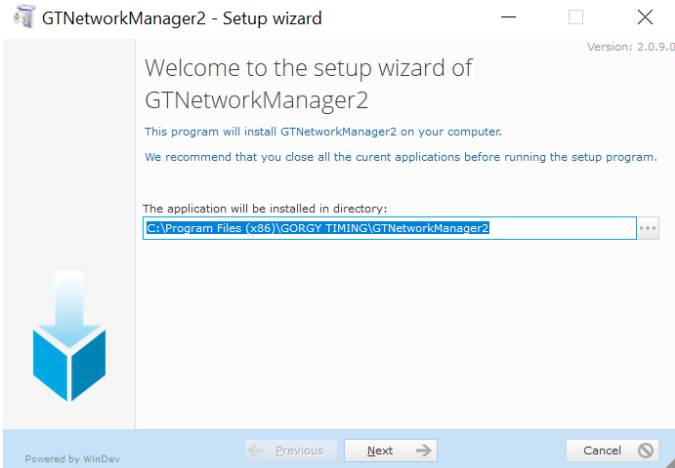 GTNetworkManager2 - Setup wizard
Version: 2.0.9.0
Welcome to the setup wizard of
GTNetworkManager2
This program will install GTNetworkManager2 on your computer.
We recommend that you close all the curent applications before running the setup program.
The application will be installed in directory:
C:\Program Files (x86)\GORGY TIMING\GTNetworkManager2
...
Previous
Next
Cancel
Powered by WinDev